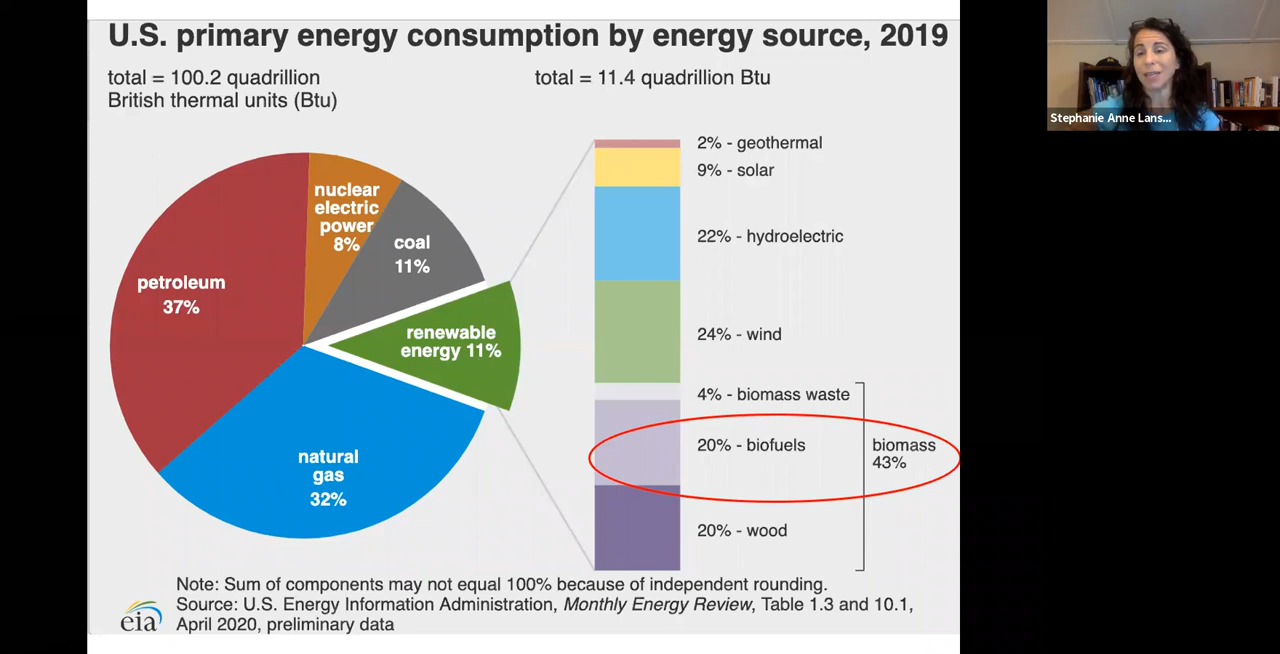 U.S. primary energy consumption by energy source, 2019
total = 100.2 quadrillion
British thermal units (Btu)
total = 11.4 quadrillion Btu
nuclear
electric
power
8%
coal
11%
petroleum
37%
renewable
energy 11%
natural
gas
32%
2% - geothermal
9% - solar
22% - hydroelectric
24% - wind
4% - biomass waste
20% - biofuels
biomass
43%
20% - wood
Note: Sum of components may not equal 100% because of independent rounding.
Source: U.S. Energy Information Administration, Monthly Energy Review, Table 1.3 and 10.1,
April 2020, preliminary data
eia
Stephanie Anne Lans...